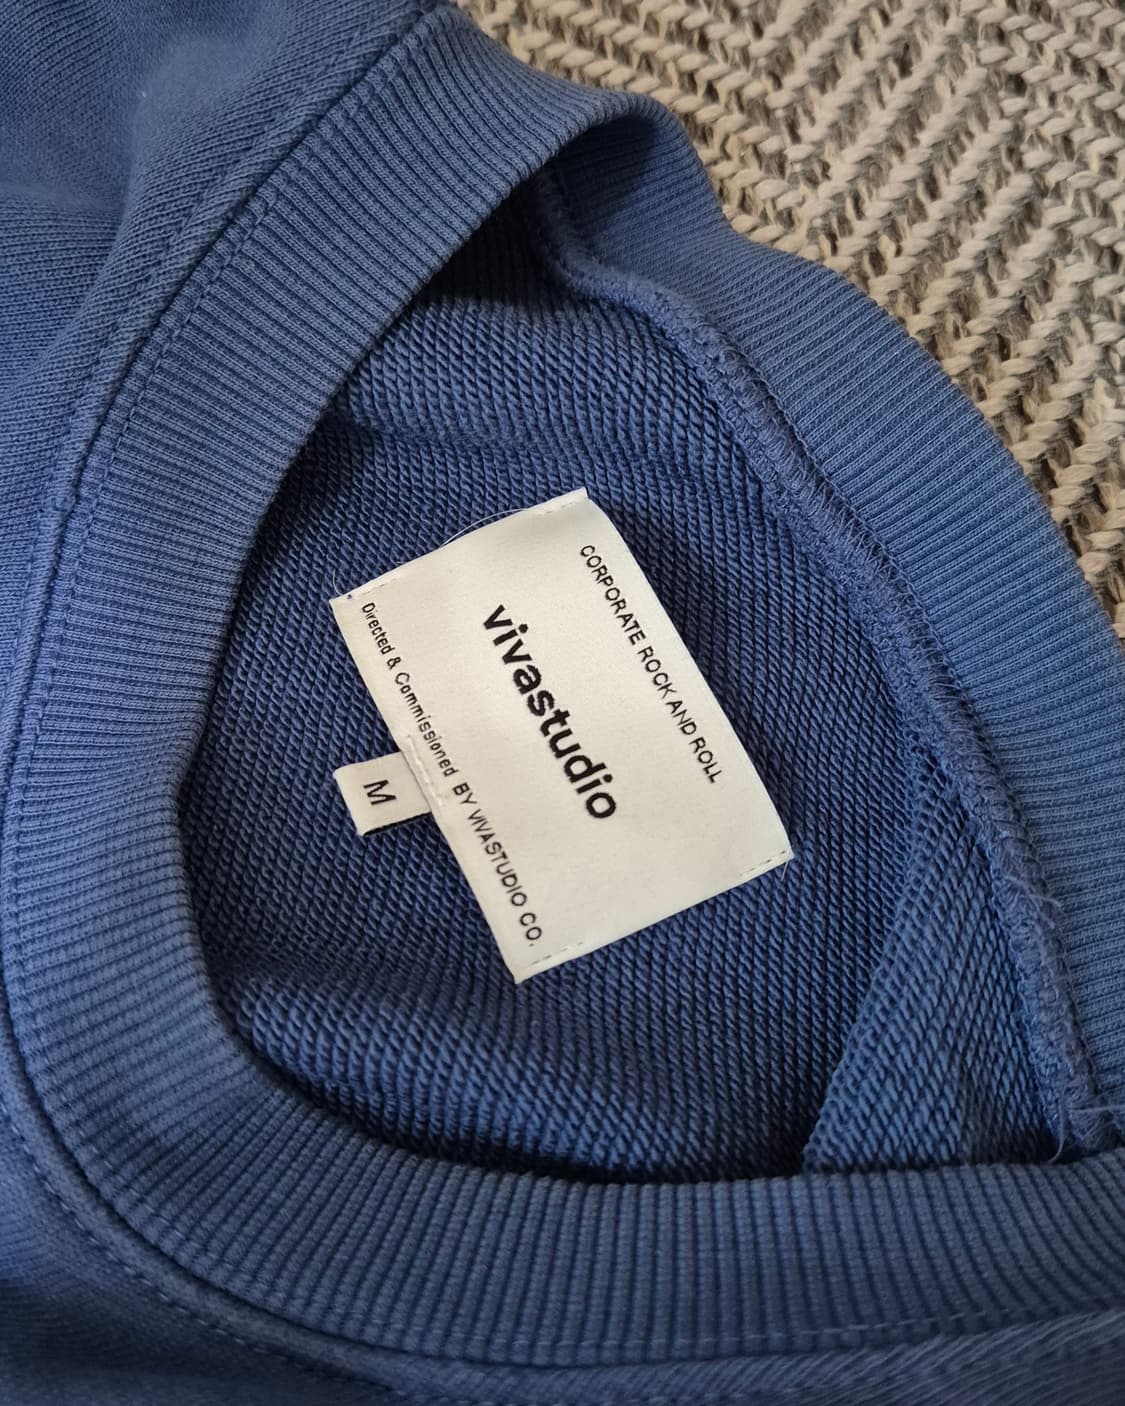 CORPORATE ROCK AND ROLL
vivastudio
Directed & Commissioned BY VIVASTUDIO CO.
M